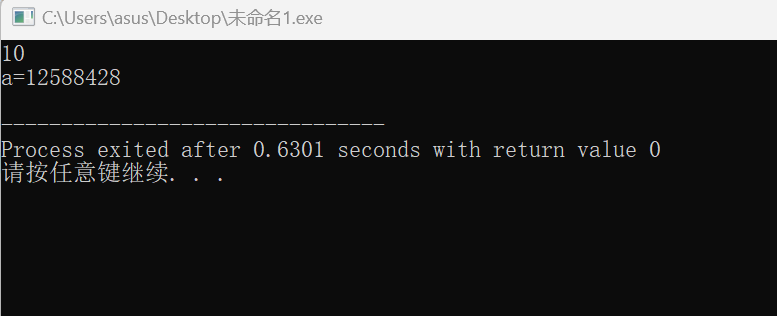 C:\Users\asus\Desktop\未命名1.exe
10
a=12588428
--------------------------------
Process exited after 0.6301 seconds with return value 0
请按任意键继续. . .